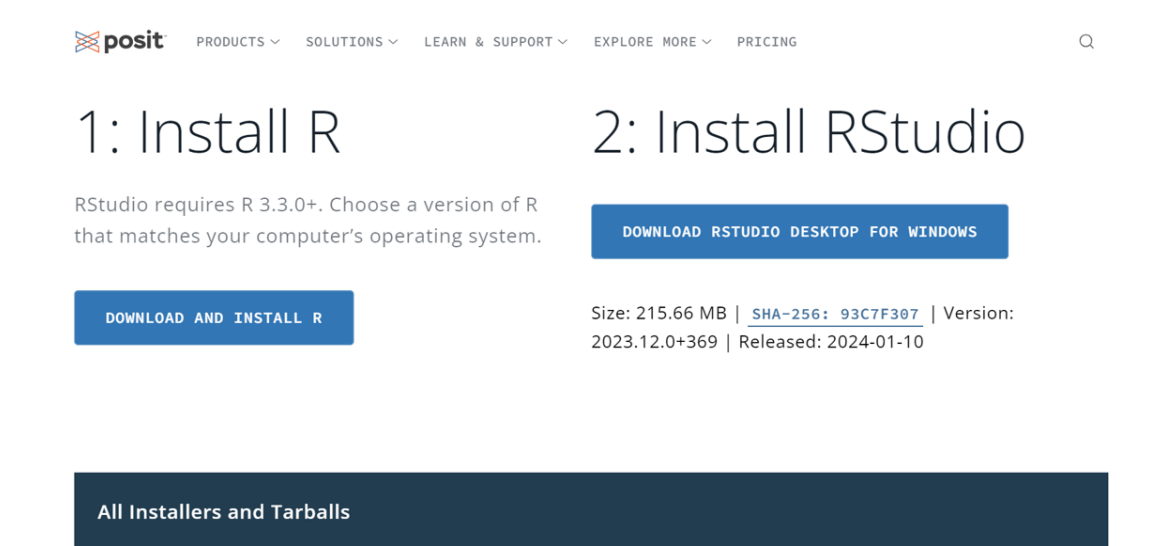 posit
PRODUCTS
SOLUTIONS
LEARN & SUPPORT
EXPLORE MORE
PRICING
1: Install R
RStudio requires R 3.3.0+. Choose a version of R
that matches your computer’s operating system.
DOWNLOAD AND INSTALL R
2: Install RStudio
DOWNLOAD RSTUDIO DESKTOP FOR WINDOWS
Size: 215.66 MB | SHA-256: 93C7F307 | Version:
2023.12.0+369 | Released: 2024-01-10
All Installers and Tarballs